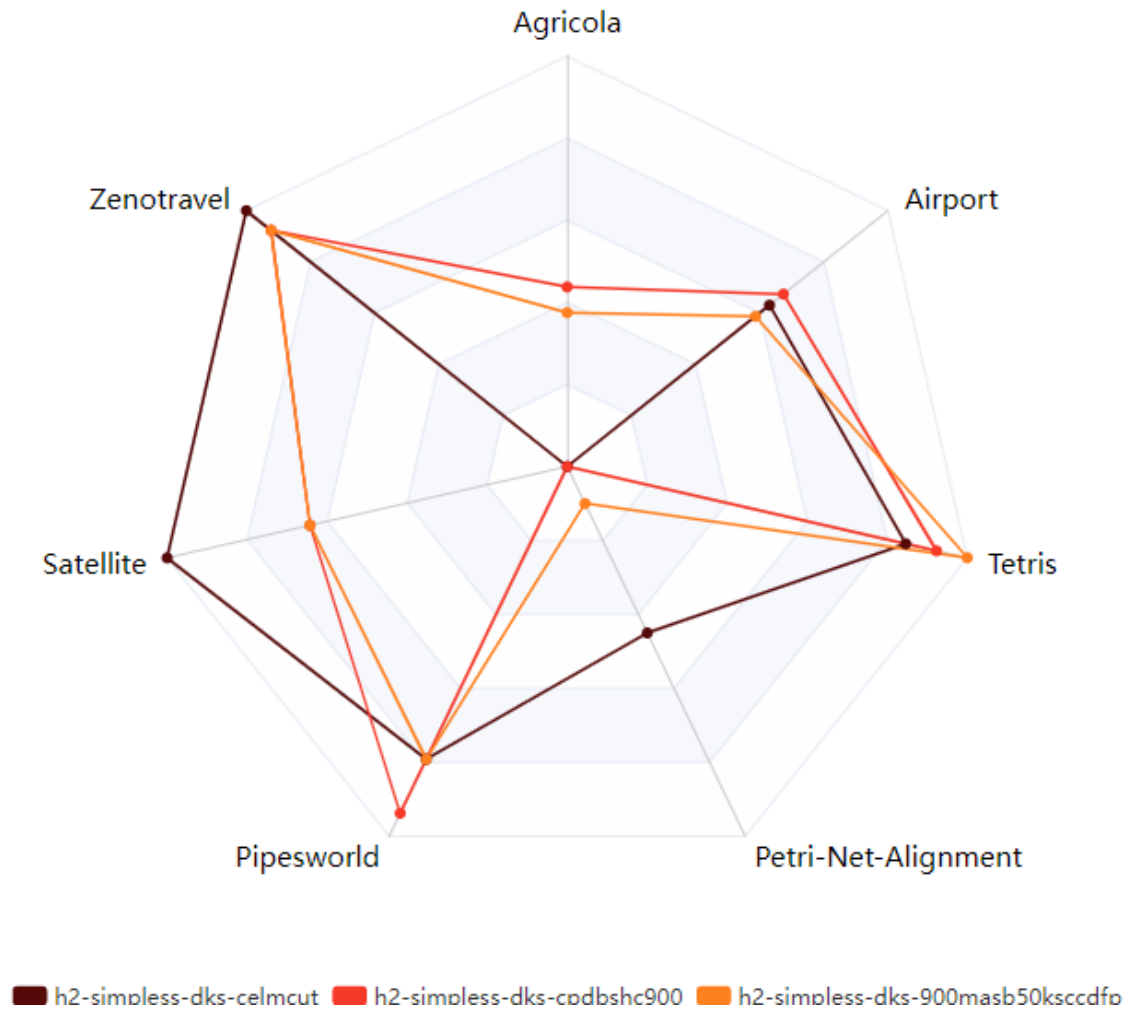 Agricola
Zenotravel
Airport
Satellite
Tetris
Pipesworld
Petri-Net-Alignment
h2-simpless-dks-celmcut h2-simpless-dks-cpdbshc900 h2-simpless-dks-900masb50ksccdfp